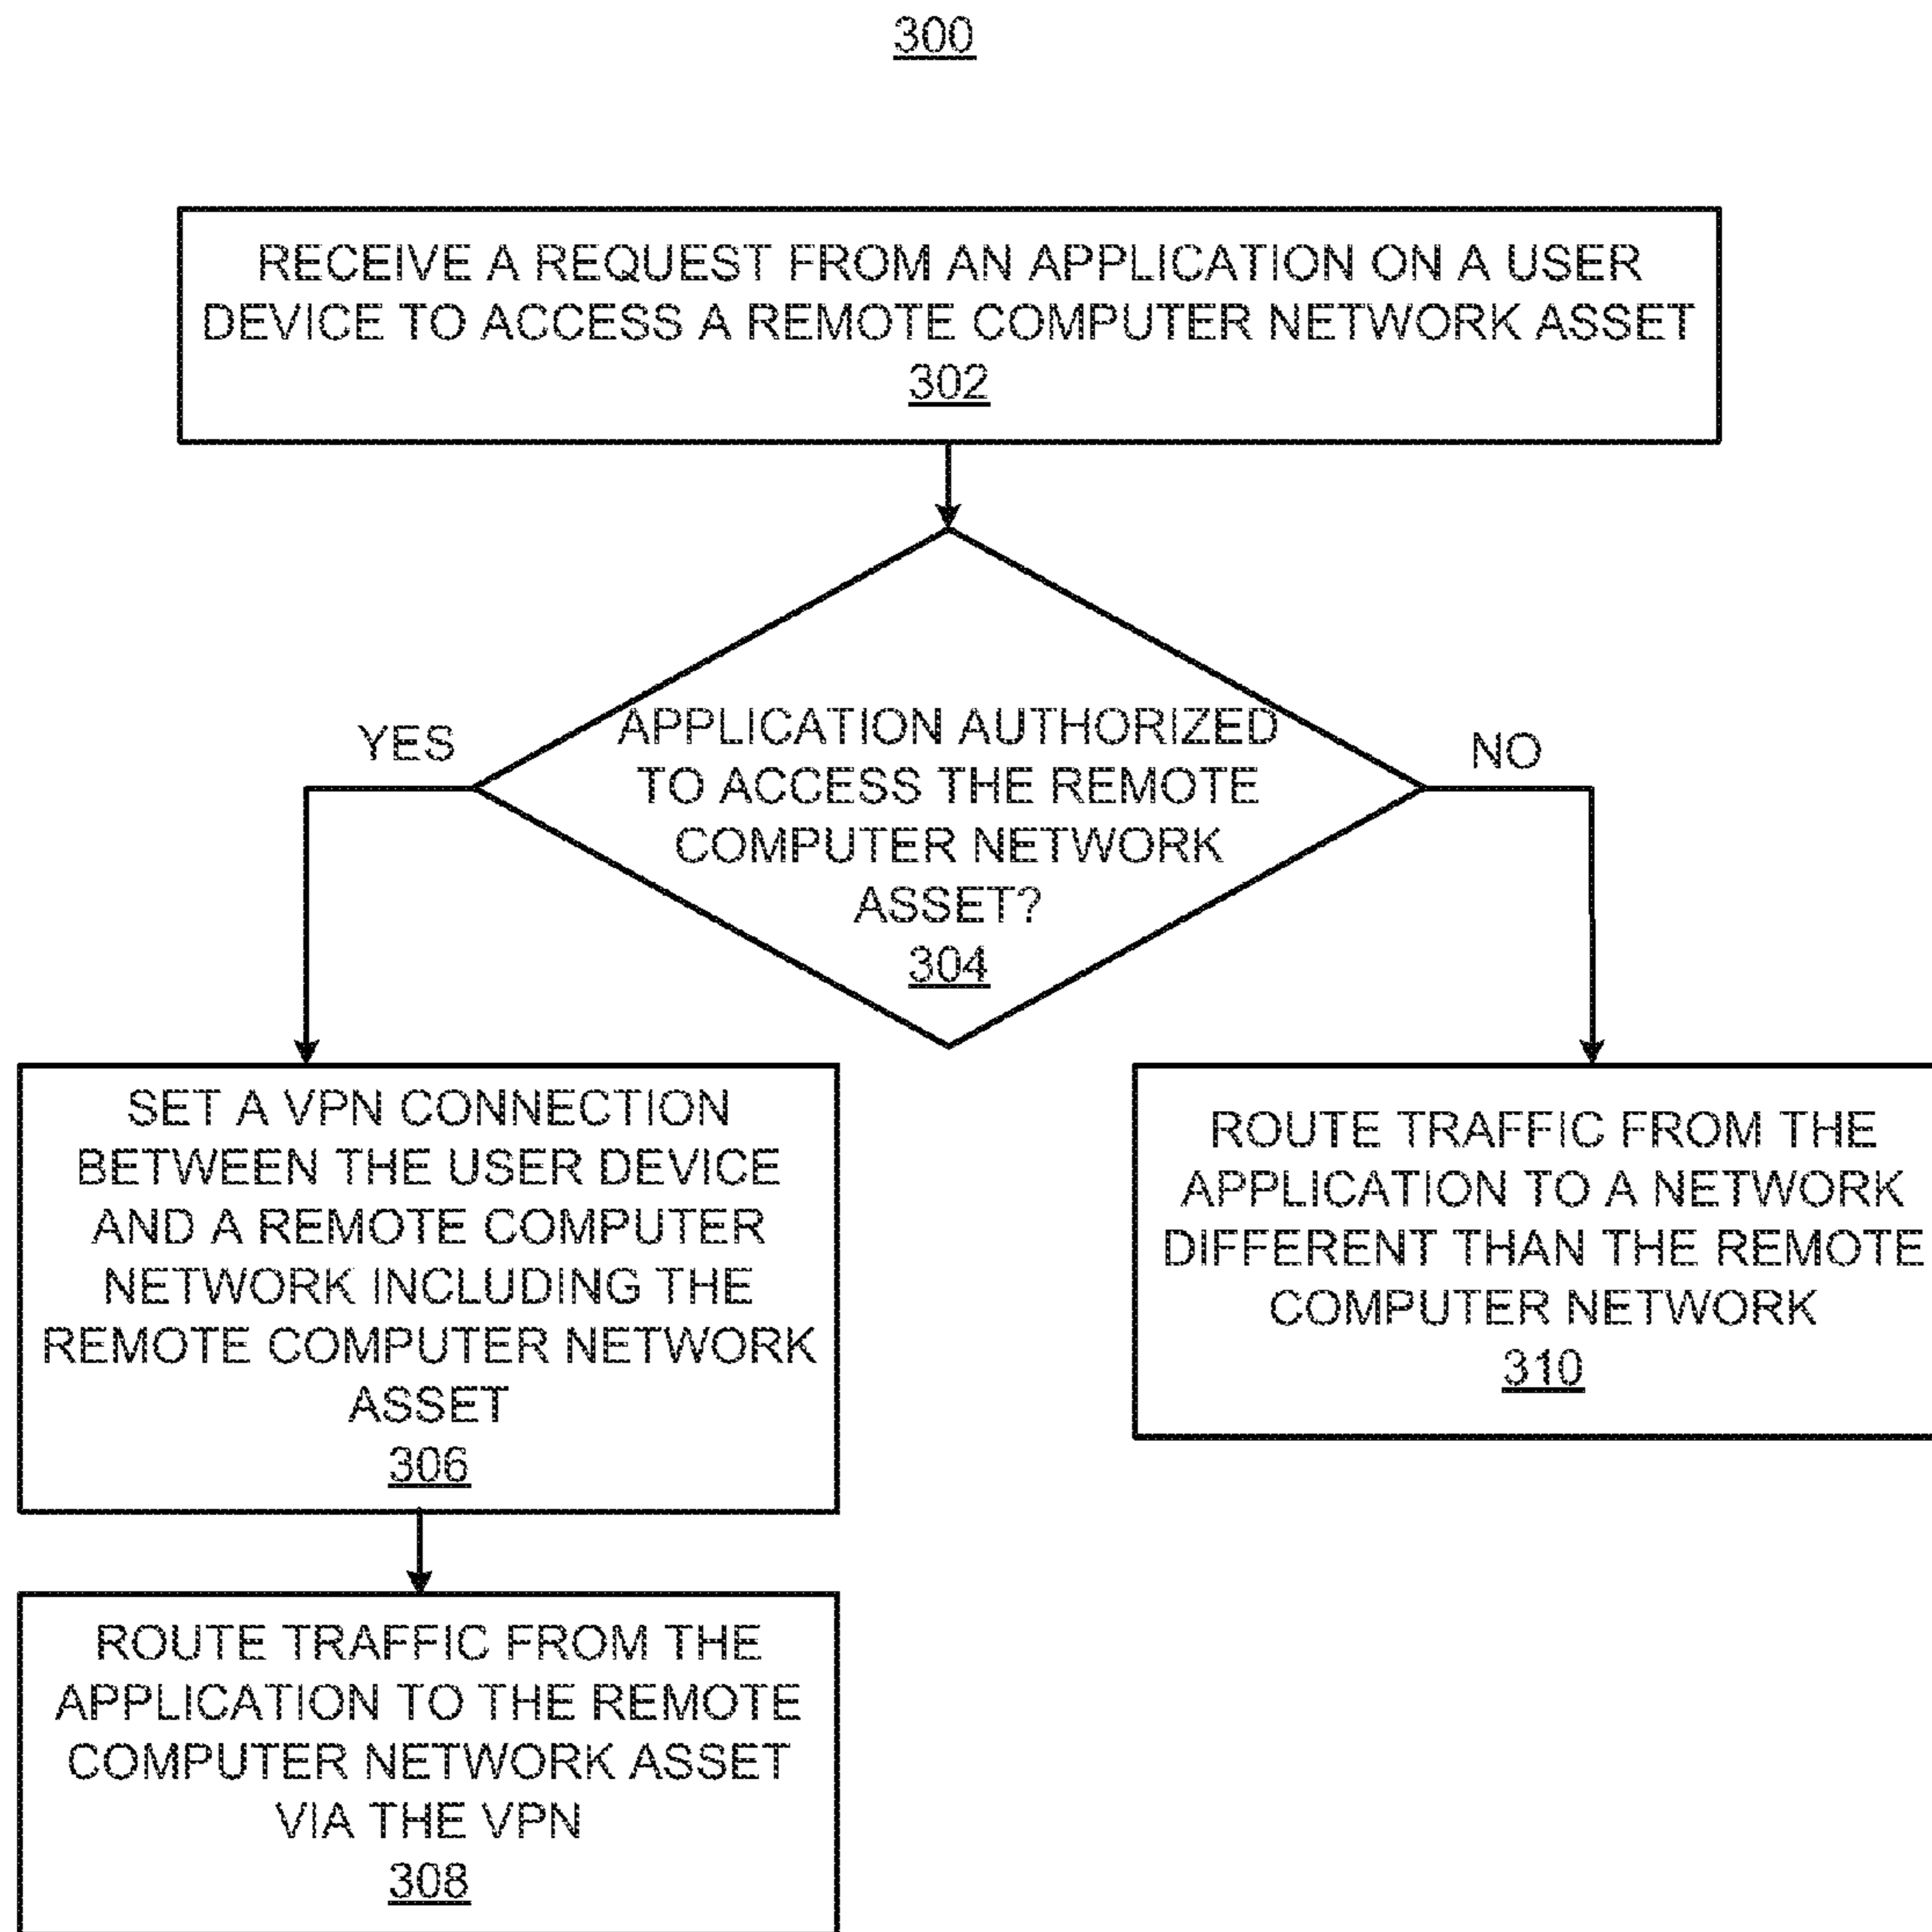 300
RECEIVE A REQUEST FROM AN APPLICATION ON A USER
DEVICE TO ACCESS A REMOTE COMPUTER NETWORK ASSET
302
APPLICATION AUTHORIZED
TO ACCESS THE REMOTE
COMPUTER NETWORK
ASSET?
304
YES
NO
SET A VPN CONNECTION
BETWEEN THE USER DEVICE
AND A REMOTE COMPUTER
NETWORK INCLUDING THE
REMOTE COMPUTER NETWORK
ASSET
306
ROUTE TRAFFIC FROM THE
APPLICATION TO A NETWORK
DIFFERENT THAN THE REMOTE
COMPUTER NETWORK
310
ROUTE TRAFFIC FROM THE
APPLICATION TO THE REMOTE
COMPUTER NETWORK ASSET
VIA THE VPN
308